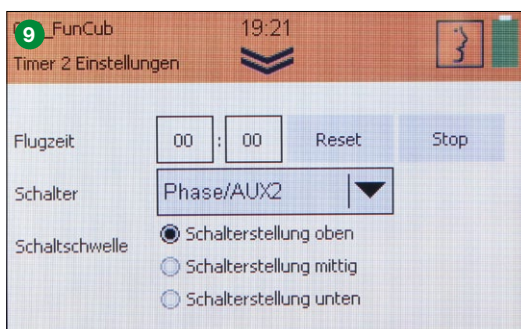 9 _FunCub 19:21
Timer 2 Einstellungen
Flugzeit 00 : 00 Reset Stop
Schalter Phase/AUX2
Schaltschwelle Schalterstellung oben
Schalterstellung mittig
Schalterstellung unten